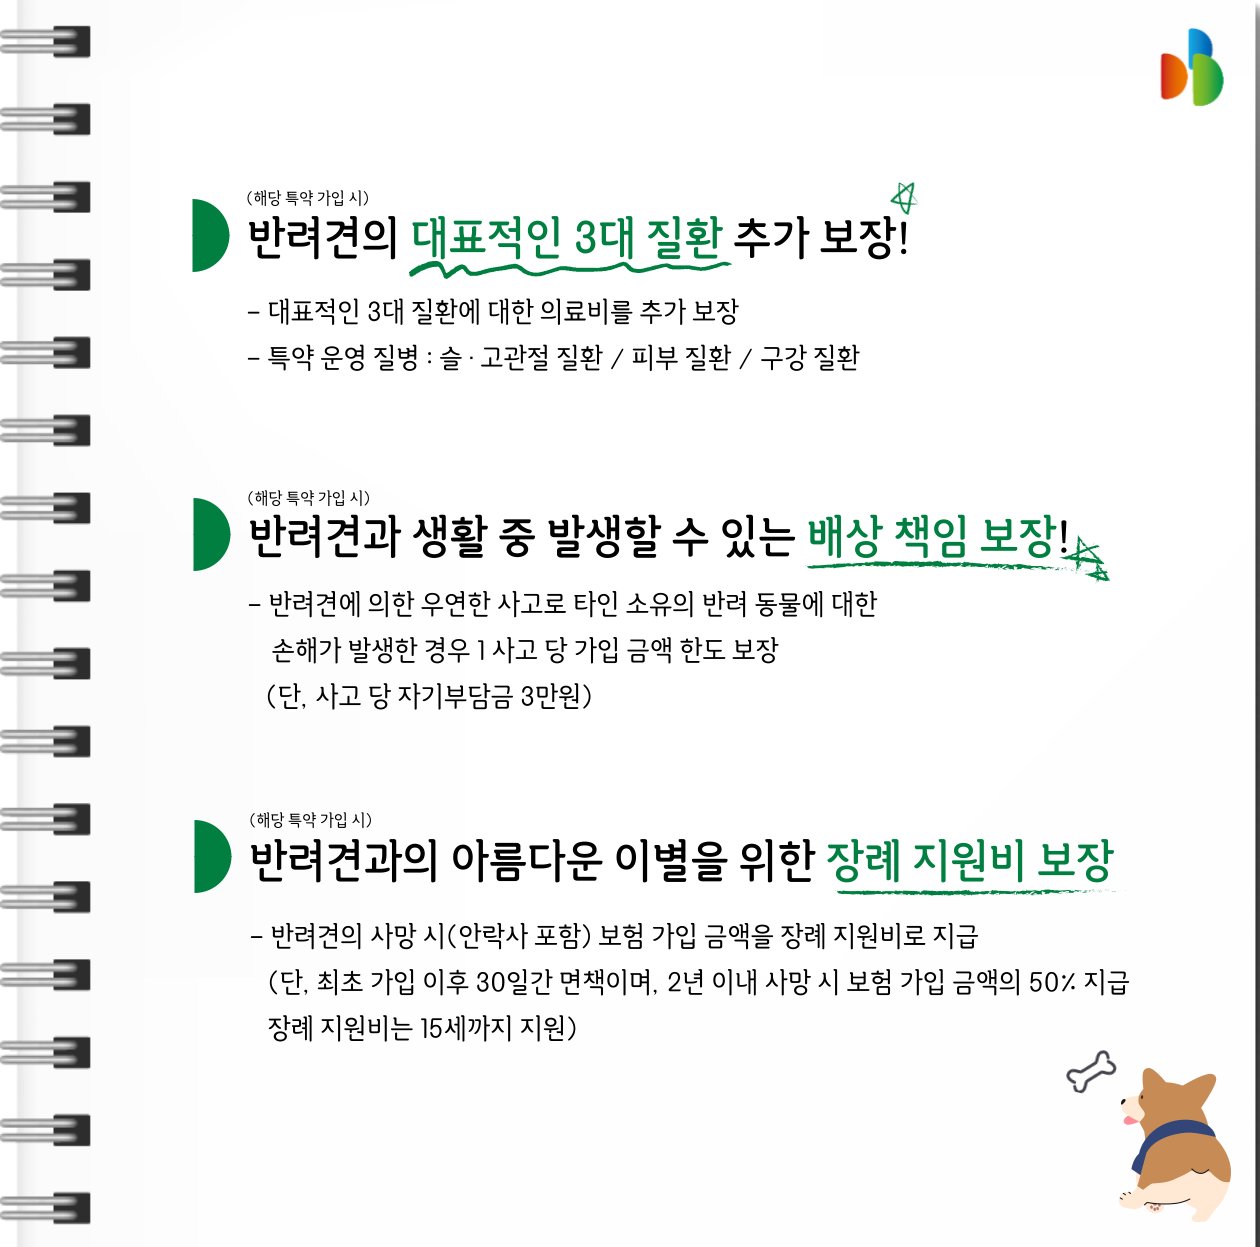 (해당 특약 가입 시)
반려견의 대표적인 3대 질환 추가 보장!
- 대표적인 3대 질환에 대한 의료비를 추가 보장
- 특약 운영 질병 : 슬 · 고관절 질환 / 피부 질환 / 구강 질환
(해당 특약 가입 시)
반려견과 생활 중 발생할 수 있는 배상 책임 보장!
- 반려견에 의한 우연한 사고로 타인 소유의 반려 동물에 대한
손해가 발생한 경우 1 사고 당 가입 금액 한도 보장
(단, 사고 당 자기부담금 3만원)
(해당 특약 가입 시)
반려견과의 아름다운 이별을 위한 장례 지원비 보장
- 반려견의 사망 시(안락사 포함) 보험 가입 금액을 장례 지원비로 지급
(단, 최초 가입 이후 30일간 면책이며, 2년 이내 사망 시 보험 가입 금액의 50% 지급
장례 지원비는 15세까지 지원)